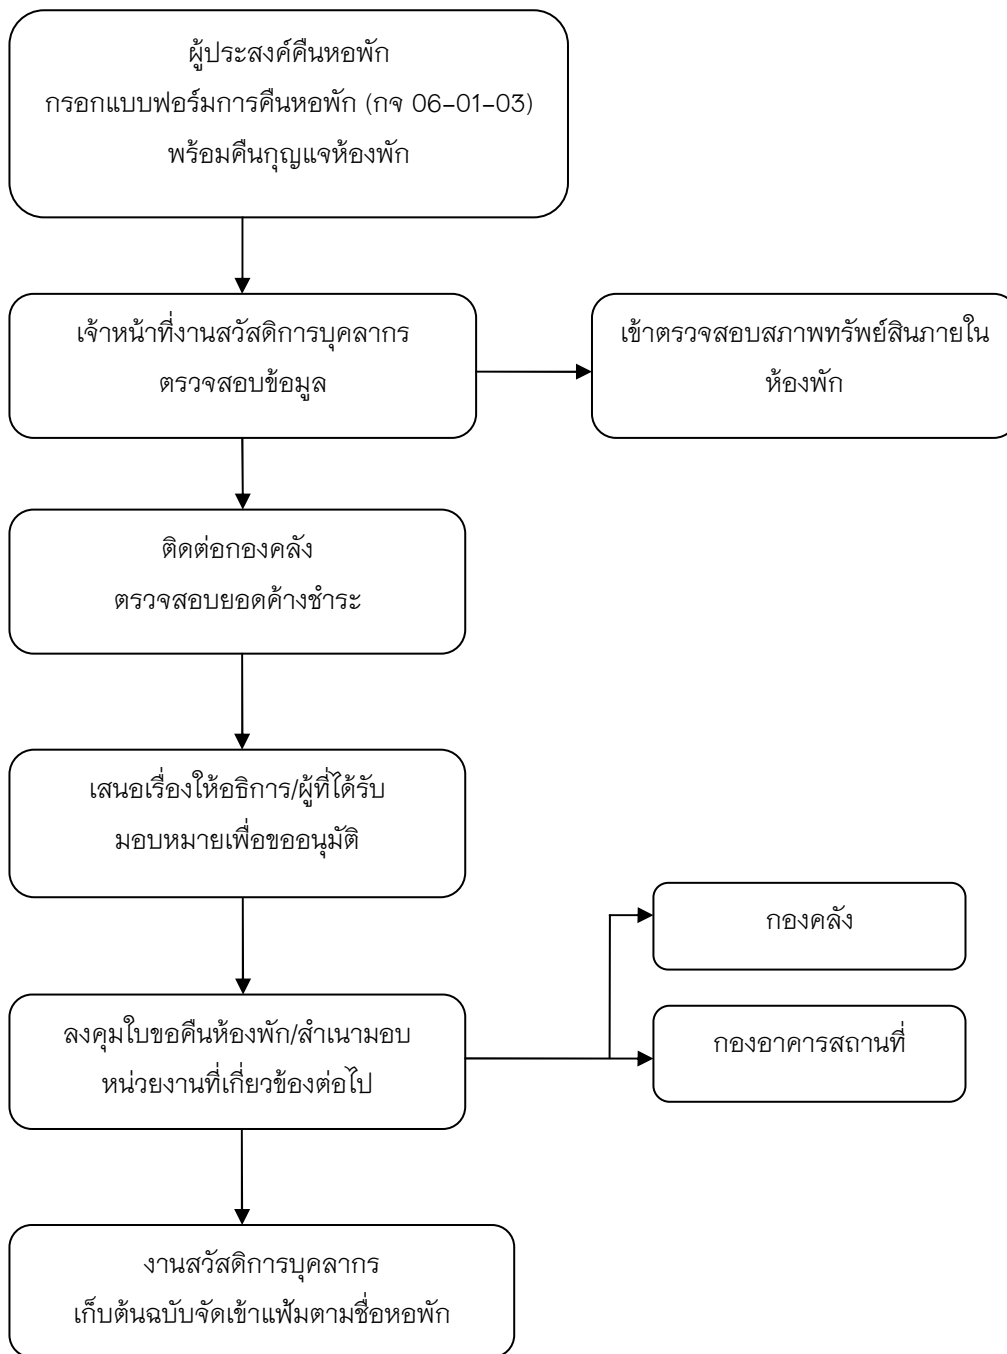 ผู้ประสงค์คืนหอพัก
กรอกแบบฟอร์มการคืนหอพัก (กจ 06-01-03)
พร้อมคืนกุญแจห้องพัก
เจ้าหน้าที่งานสวัสดิการบุคลากร
ตรวจสอบข้อมูล
เข้าตรวจสอบสภาพทรัพย์สินภายใน
ห้องพัก
ติดต่อกองคลัง
ตรวจสอบยอดค้างชำระ
เสนอเรื่องให้อธิการ/ผู้ที่ได้รับ
มอบหมายเพื่อขออนุมัติ
กองคลัง
ลงคุมใบขอคืนห้องพัก/สำเนามอบ
หน่วยงานที่เกี่ยวข้องต่อไป
กองอาคารสถานที่
งานสวัสดิการบุคลากร
เก็บต้นฉบับจัดเข้าแฟ้มตามชื่อหอพัก